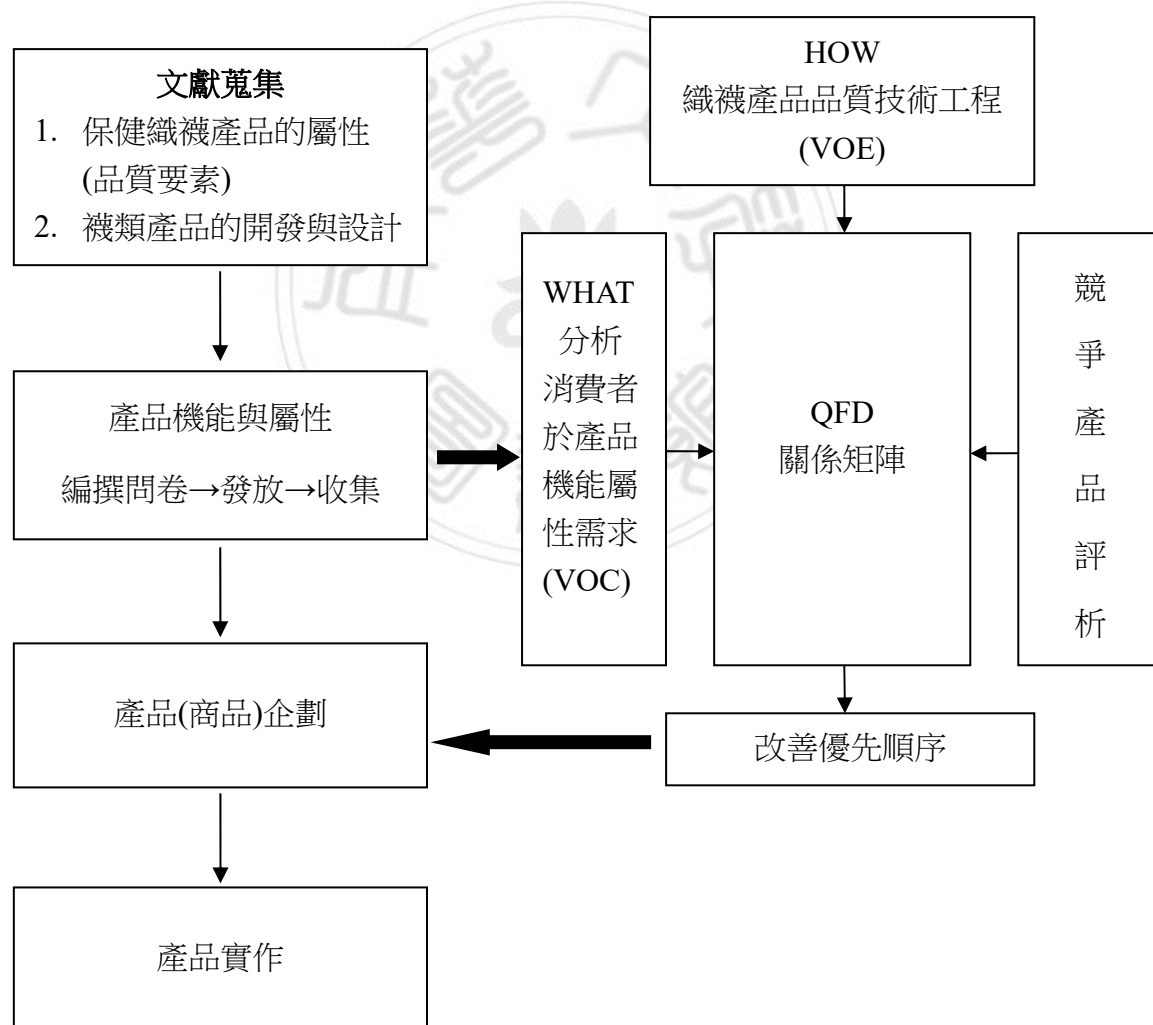 文獻蒐集
1. 保健織襪產品的屬性
(品質要素)
2. 襪類產品的開發與設計
HOW
織襪產品品質技術工程
(VOE)
產品機能與屬性
編撰問卷→發放→收集
WHAT
分析
消費者
於產品
機能屬
性需求
(VOC)
QFD
關係矩陣
競
爭
產
品
評
析
產品(商品)企劃
改善優先順序
產品實作